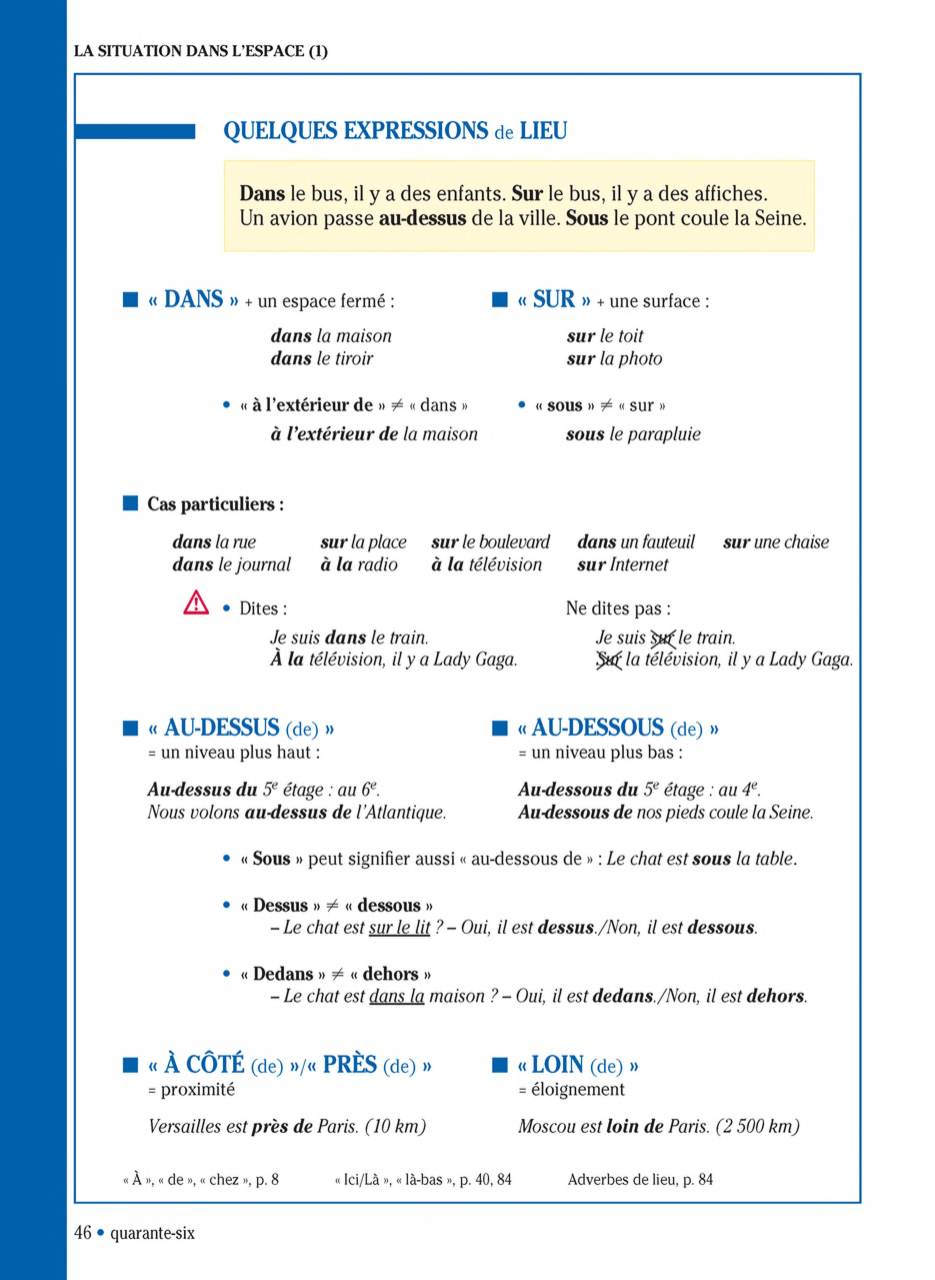 LA SITUATION DANS L'ESPACE (1)
QUELQUES EXPRESSIONS de LIEU
Dans le bus, il y a des enfants. Sur le bus, il y a des affiches.
Un avion passe au-dessus de la ville. Sous le pont coule la Seine.
■ « DANS » + un espace fermé :
dans la maison
dans le tiroir
• « à l'extérieur de » ≠ « dans »
à l'extérieur de la maison
■ « SUR » + une surface :
sur le toit
sur la photo
• « sous » ≠ « sur »
sous le parapluie
■ Cas particuliers :
dans la rue sur la place sur le boulevard dans un fauteuil sur une chaise
dans le journal à la radio à la télévision sur Internet
• Dites :
Je suis dans le train.
À la télévision, il y a Lady Gaga.
Ne dites pas :
Je suis sur le train.
Sur la télévision, il y a Lady Gaga.
■ « AU-DESSUS (de) »
= un niveau plus haut :
Au-dessus du 5e étage : au 6e.
Nous volons au-dessus de l'Atlantique.
■ « AU-DESSOUS (de) »
= un niveau plus bas :
Au-dessous du 5e étage : au 4e.
Au-dessous de nos pieds coule la Seine.
• « Sous » peut signifier aussi « au-dessous de » : Le chat est sous la table.
• « Dessus » ≠ « dessous »
– Le chat est sur le lit ? – Oui, il est dessus./Non, il est dessous.
• « Dedans » ≠ « dehors »
– Le chat est dans la maison ? – Oui, il est dedans./Non, il est dehors.
■ « À CÔTÉ (de) »/« PRÈS (de) »
= proximité
Versailles est près de Paris. (10 km)
■ « LOIN (de) »
= éloignement
Moscou est loin de Paris. (2 500 km)
« À », « de », « chez », p. 8 « Ici/Là », « là-bas », p. 40, 84 Adverbes de lieu, p. 84
46 • quarante-six